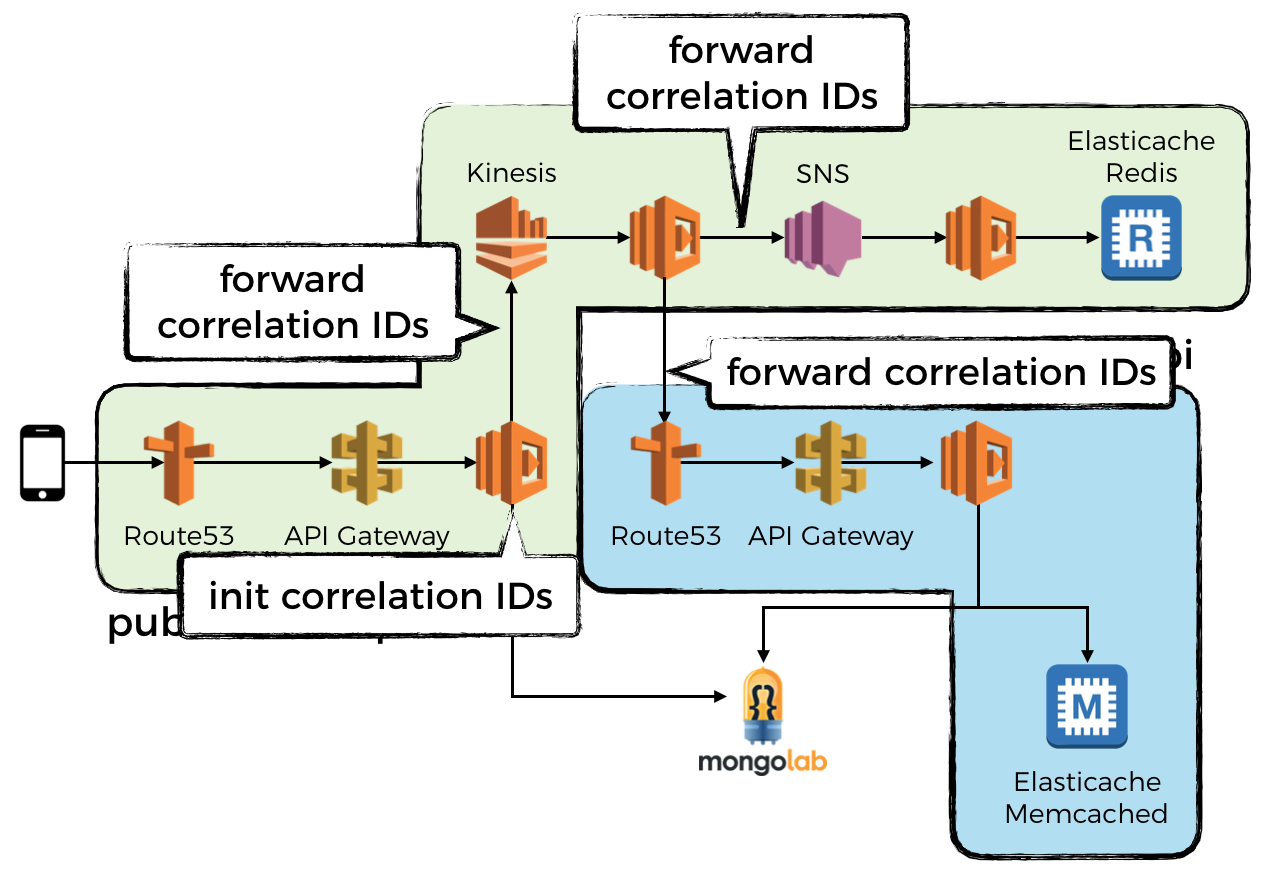 forward
correlation IDs
Elasticache
Redis
Kinesis
SNS
R
forward
correlation IDs
forward correlation IDs
Route53
API Gateway
Route53
API Gateway
init correlation IDs
{}
M
mongolab
Elasticache
Memcached